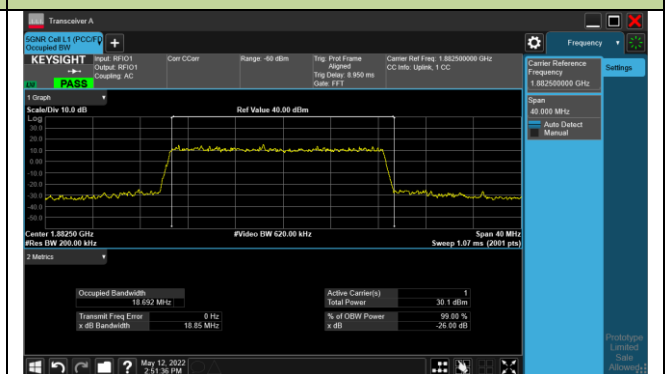 Transceiver A
5GNR Cell L1 (PCC/FD
Occupied BW
Frequency
KEYSIGHT
Input: RFIO1
Output: RFIO1
Coupling: AC
Corr CCorr
Range: -60 dBm
Trig: Prot Frame
Aligned
Trig Delay: 8.950 ms
Gate: FFT
Carrier Ref Freq: 1.882500000 GHz
CC Info: Uplink, 1 CC
PASS
Carrier Reference
Frequency
1.882500000 GHz
Settings
Span
40.000 MHz
Auto Detect
Manual
1 Graph
Scale/Div 10.0 dB
Ref Value 40.00 dBm
Log
30.0
20.0
10.0
0.00
-10.0
-20.0
-30.0
-40.0
-50.0
Center 1.88250 GHz
#Video BW 620.00 kHz
Span 40 MHz
#Res BW 200.00 kHz
Sweep 1.07 ms (2001 pts)
2 Metrics
Occupied Bandwidth
18.692 MHz
Active Carrier(s) 1
Total Power 30.1 dBm
Transmit Freq Error 0 Hz
x dB Bandwidth 18.85 MHz
% of OBW Power 99.00 %
x dB -26.00 dB
Prototype
Limited
Sale
Allowed
?
May 12, 2022
2:51:36 PM